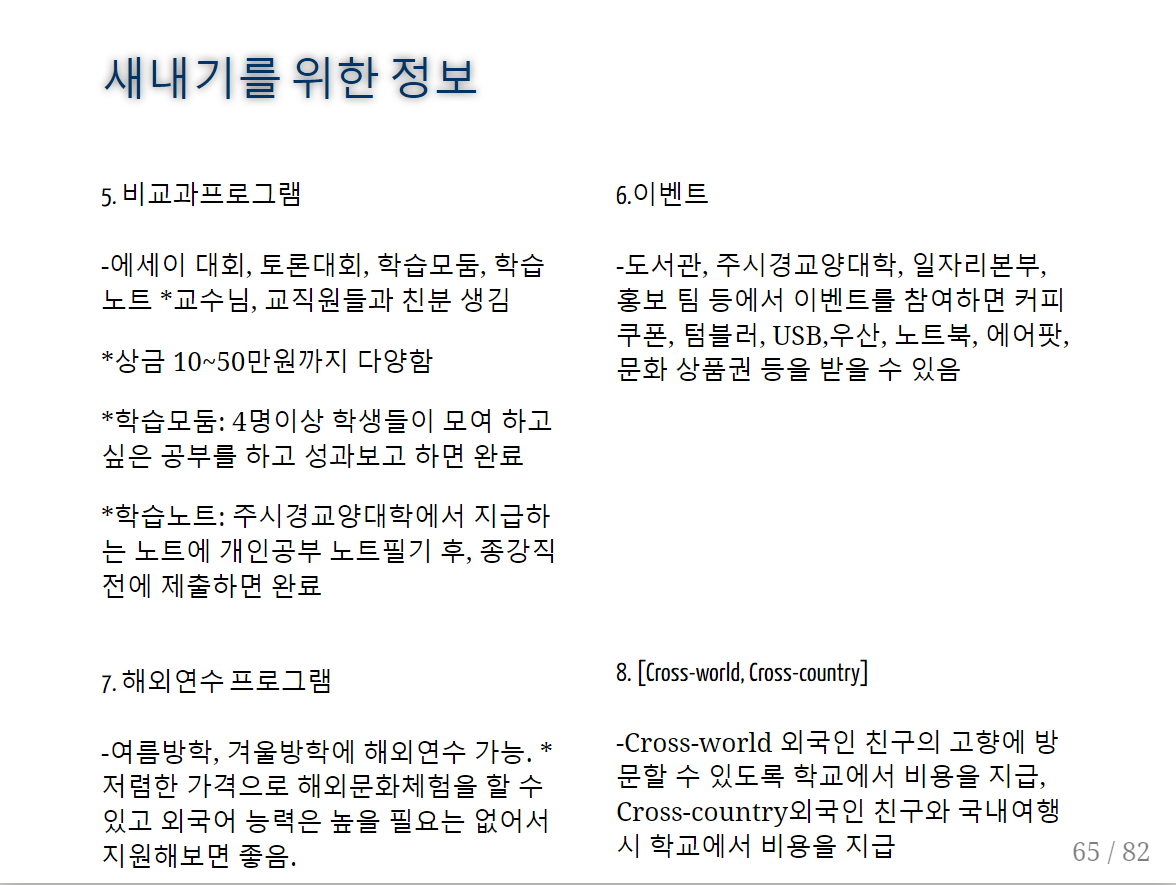 새내기를 위한 정보
5. 비교과프로그램
-에세이 대회, 토론대회, 학습모둠, 학습
노트 *교수님, 교직원들과 친분 생김
*상금 10~50만원까지 다양함
*학습모둠: 4명이상 학생들이 모여 하고
싶은 공부를 하고 성과보고 하면 완료
*학습노트: 주시경교양대학에서 지급하
는 노트에 개인공부 노트필기 후, 종강직
전에 제출하면 완료
6.이벤트
-도서관, 주시경교양대학, 일자리본부,
홍보 팀 등에서 이벤트를 참여하면 커피
쿠폰, 텀블러, USB,우산, 노트북, 에어팟,
문화 상품권 등을 받을 수 있음
7. 해외연수 프로그램
-여름방학, 겨울방학에 해외연수 가능. *
저렴한 가격으로 해외문화체험을 할 수
있고 외국어 능력은 높을 필요는 없어서
지원해보면 좋음.
8. [Cross-world, Cross-country]
-Cross-world 외국인 친구의 고향에 방
문할 수 있도록 학교에서 비용을 지급,
Cross-country외국인 친구와 국내여행
시 학교에서 비용을 지급
65 / 82